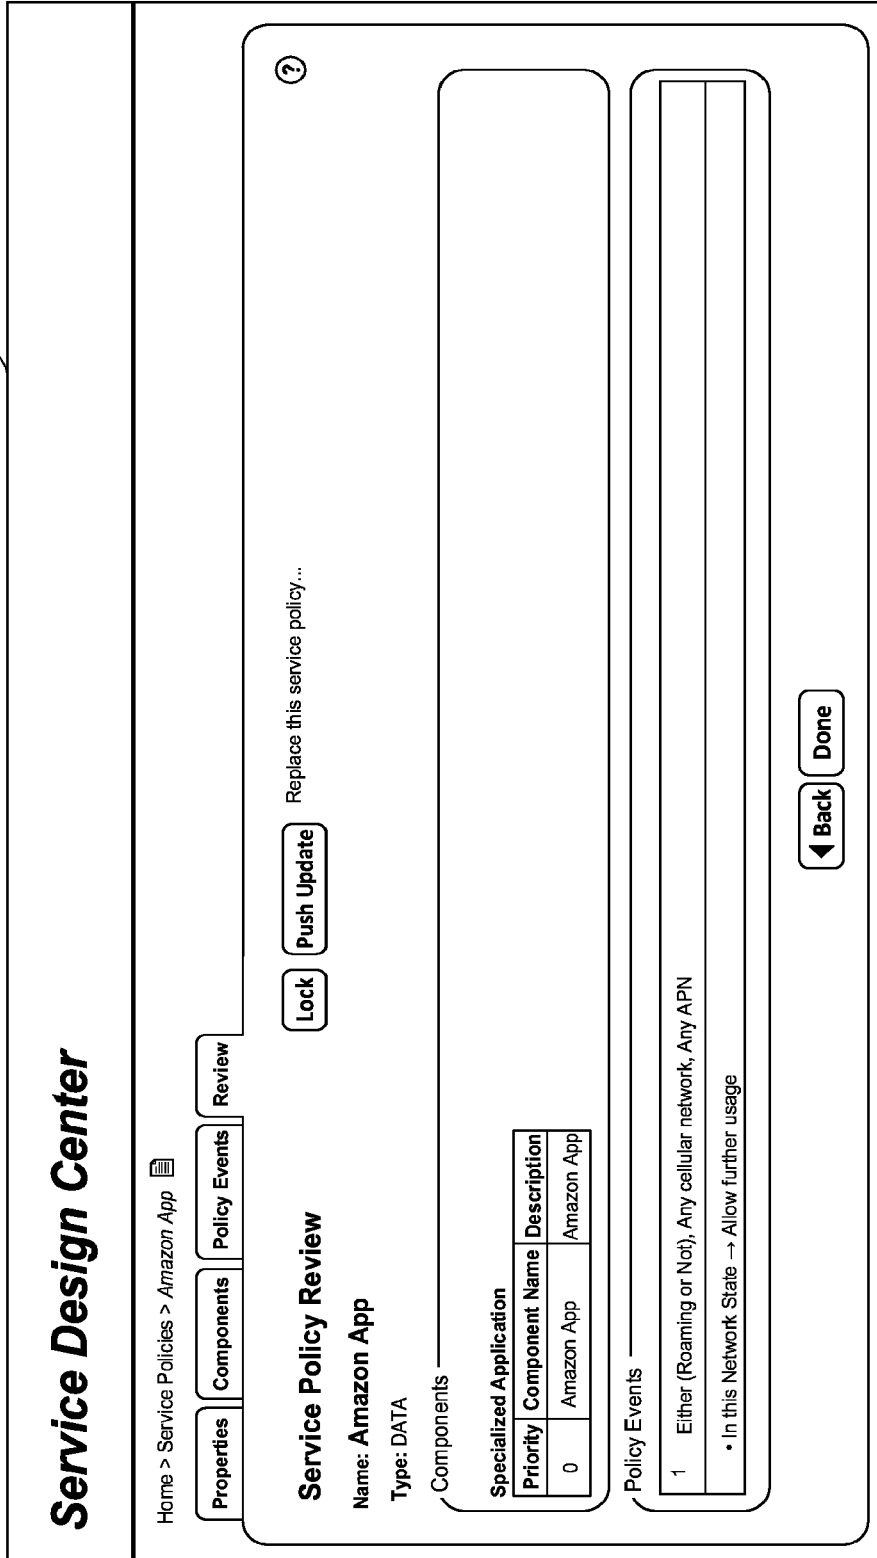 Service Design Center
Home > Service Policies > Amazon App
Properties Components Policy Events Review
Service Policy Review Lock Push Update Replace this service policy... ?
Name: Amazon App
Type: DATA
Components
Specialized Application
Priority Component Name Description
0 Amazon App Amazon App
Policy Events
1 Either (Roaming or Not), Any cellular network, Any APN
• In this Network State → Allow further usage
◀ Back Done